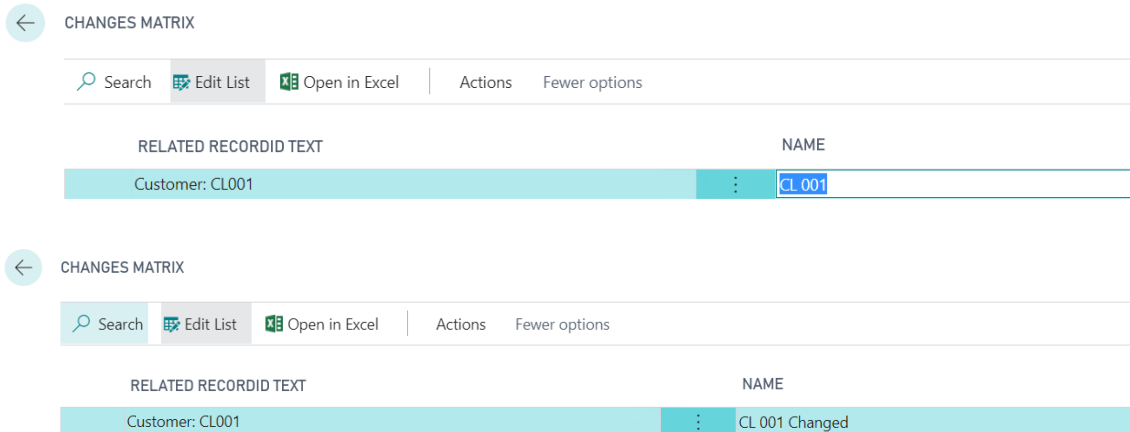 CHANGES MATRIX
Search Edit List Open in Excel Actions Fewer options
RELATED RECORDID TEXT NAME
Customer: CL001 CL 001
CHANGES MATRIX
Search Edit List Open in Excel Actions Fewer options
RELATED RECORDID TEXT NAME
Customer: CL001 CL 001 Changed